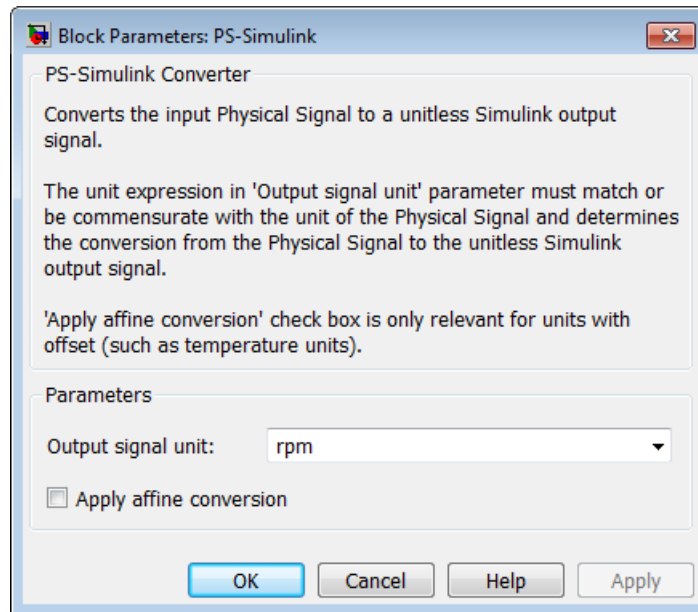 Block Parameters: PS-Simulink
PS-Simulink Converter
Converts the input Physical Signal to a unitless Simulink output
signal.
The unit expression in 'Output signal unit' parameter must match or
be commensurate with the unit of the Physical Signal and determines
the conversion from the Physical Signal to the unitless Simulink
output signal.
'Apply affine conversion' check box is only relevant for units with
offset (such as temperature units).
Parameters
Output signal unit: rpm
Apply affine conversion
OK Cancel Help Apply